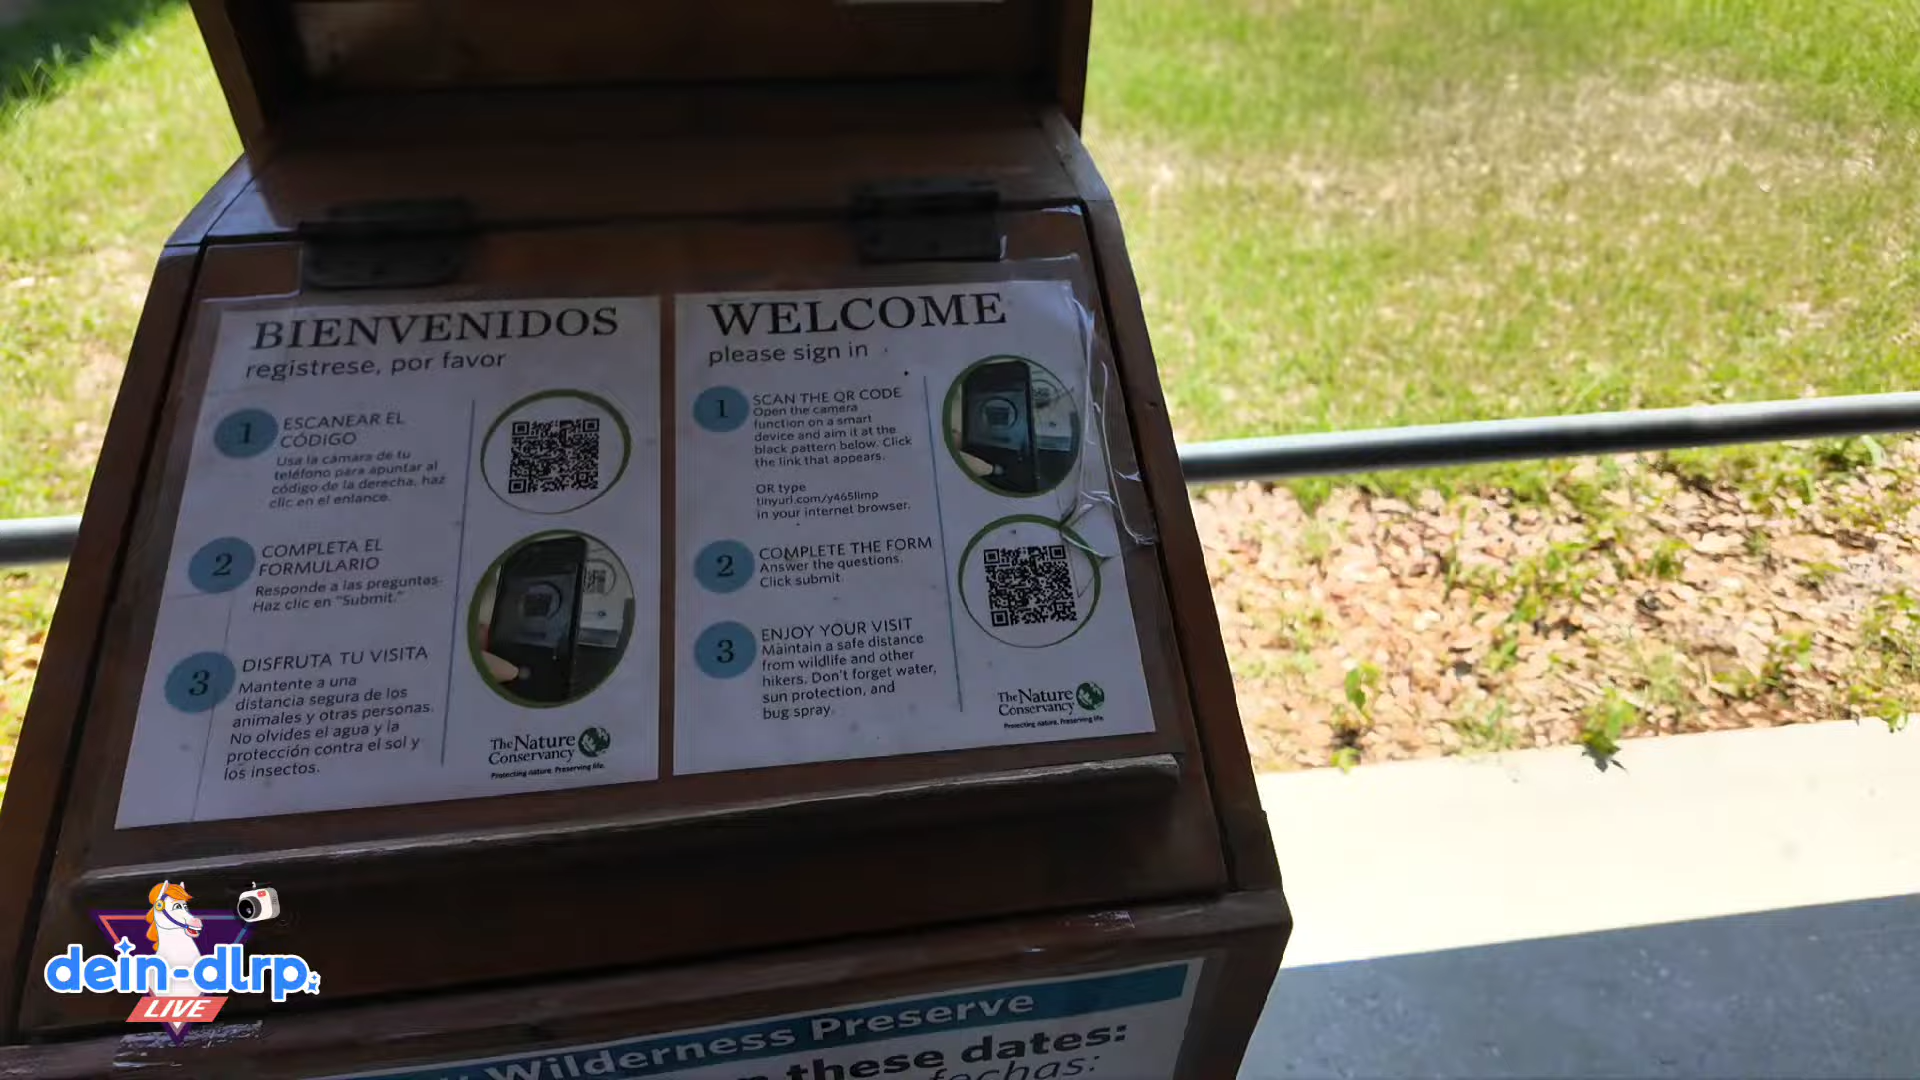 BIENVENIDOS
regístrese, por favor
1
ESCANEAR EL
CÓDIGO
Usa la cámara de tu
teléfono para apuntar al
código de la derecha, haz
clic en el enlance.
2
COMPLETA EL
FORMULARIO
Responde a las preguntas.
Haz clic en "Submit."
3
DISFRUTA TU VISITA
Mantente a una
distancia segura de los
animales y otras personas.
No olvides el agua y la
protección contra el sol y
los insectos.
The Nature
Conservancy
Protecting nature. Preserving life.
WELCOME
please sign in
1
SCAN THE QR CODE
Open the camera
function on a smart
device and aim it at the
black pattern below. Click
the link that appears.
OR type
tinyurl.com/y465limp
in your internet browser.
2
COMPLETE THE FORM
Answer the questions.
Click submit.
3
ENJOY YOUR VISIT
Maintain a safe distance
from wildlife and other
hikers. Don't forget water,
sun protection, and
bug spray.
The Nature
Conservancy
Protecting nature. Preserving life.
Wilderness Preserve
these dates:
fechas:
dein-dlrp
LIVE